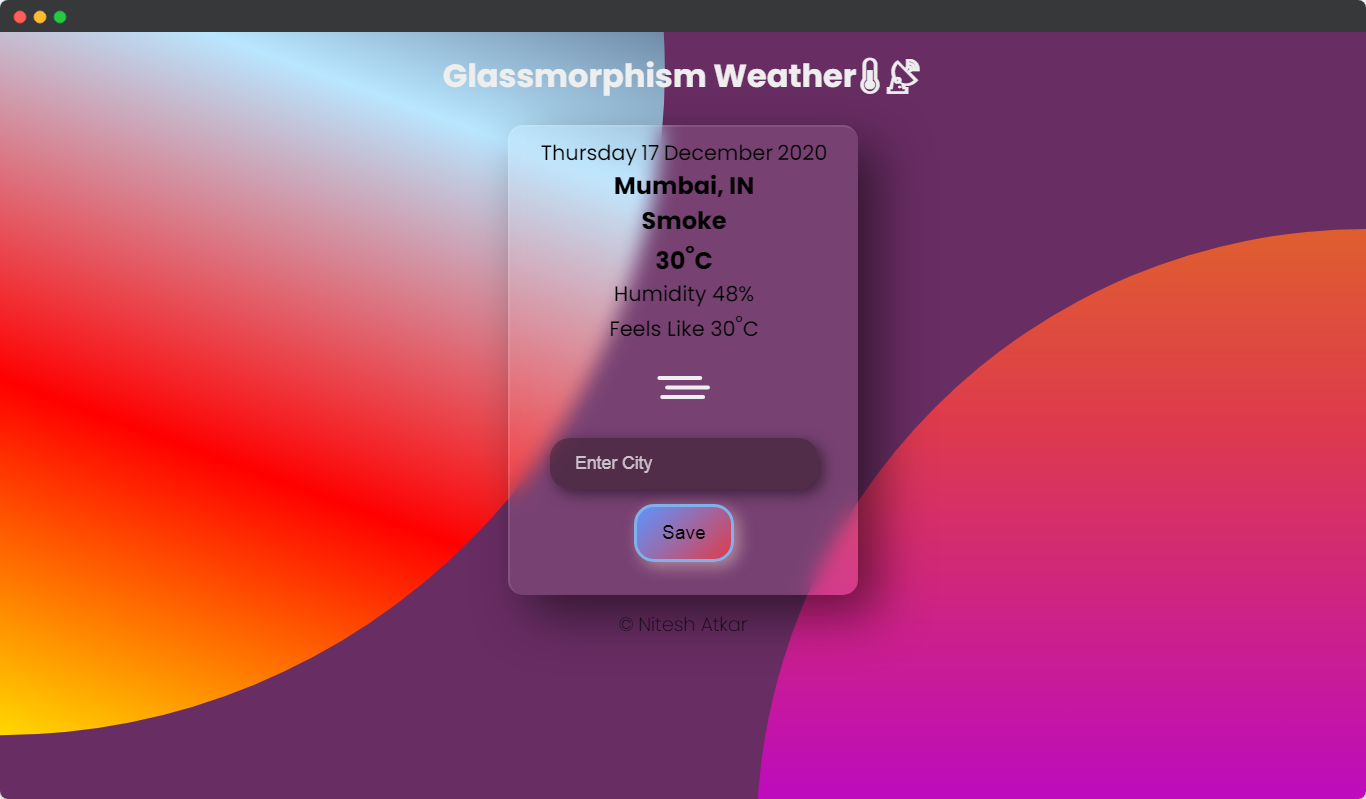 Glassmorphism Weather
Thursday 17 December 2020
Mumbai, IN
Smoke
30°C
Humidity 48%
Feels Like 30°C
Enter City
Save
© Nitesh Atkar